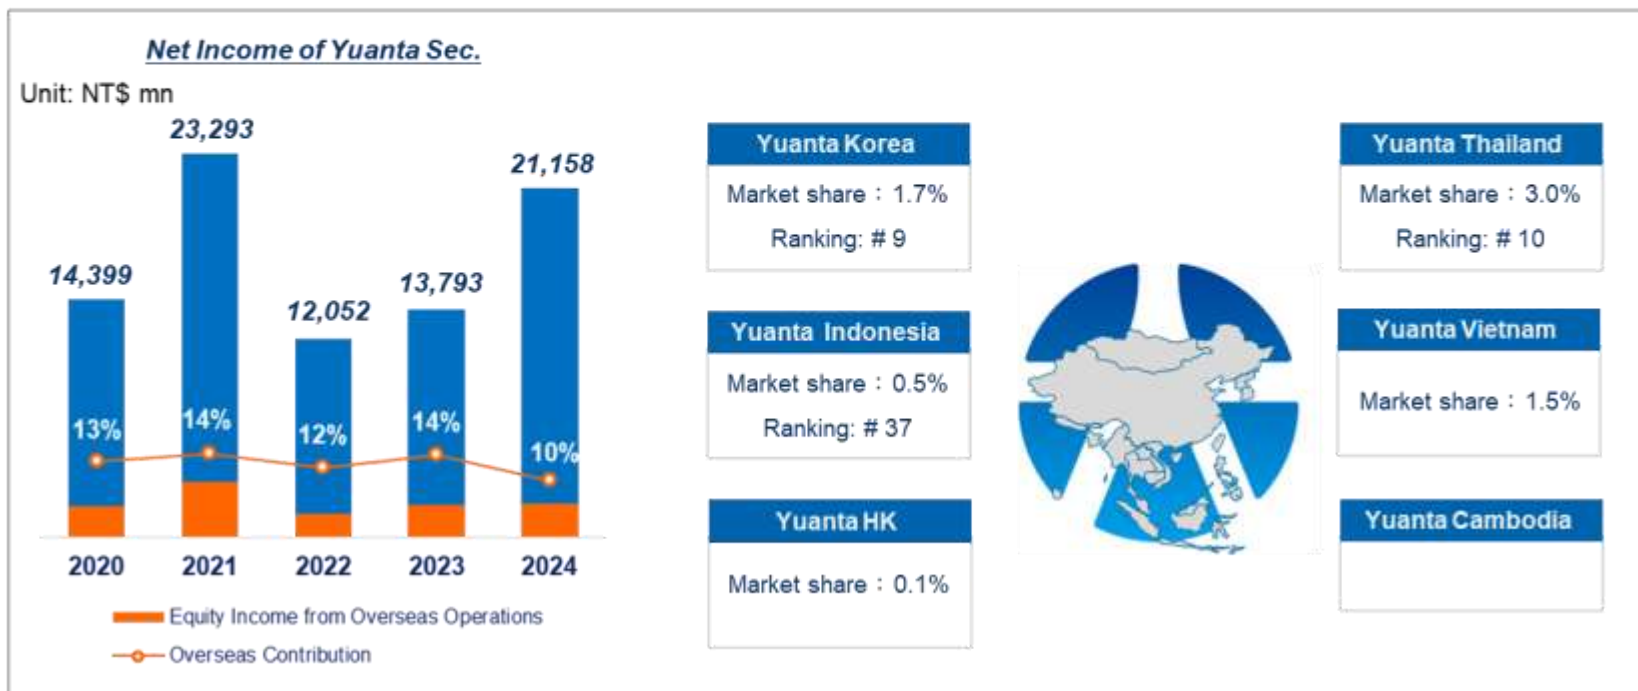 Net Income of Yuanta Sec.
Unit: NT$ mn
14,399
23,293
12,052
13,793
21,158
13%
14%
12%
14%
10%
2020
2021
2022
2023
2024
Equity Income from Overseas Operations
Overseas Contribution
Yuanta Korea
Market share：1.7%
Ranking: # 9
Yuanta Indonesia
Market share：0.5%
Ranking: # 37
Yuanta HK
Market share：0.1%
Yuanta Thailand
Market share：3.0%
Ranking: # 10
Yuanta Vietnam
Market share：1.5%
Yuanta Cambodia